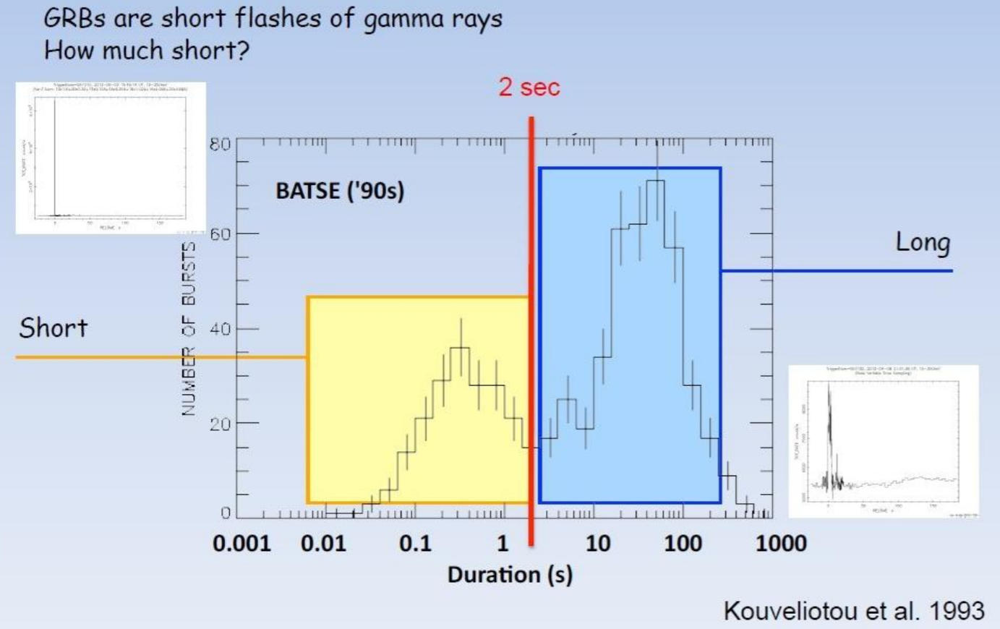 GRBs are short flashes of gamma rays
How much short?
2 sec
BATSE ('90s)
80
60
40
20
0
NUMBER OF BURSTS
Short
Long
0.001 0.01 0.1 1 10 100 1000
Duration (s)
Kouveliotou et al. 1993